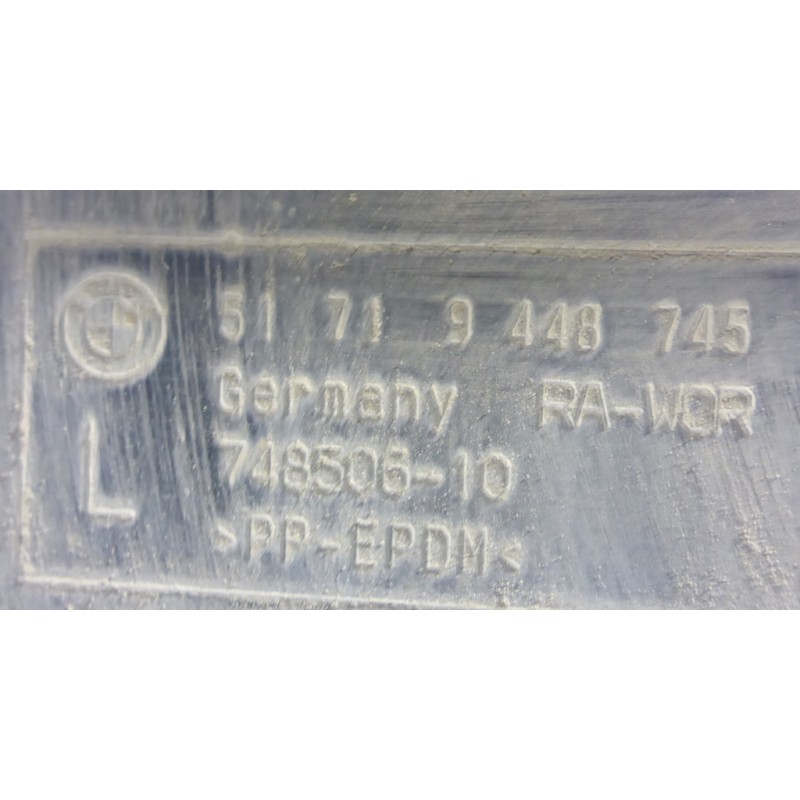 51 71 9 448 745
Germany RA-WOR
L 748506-10
>PP-EPDM<